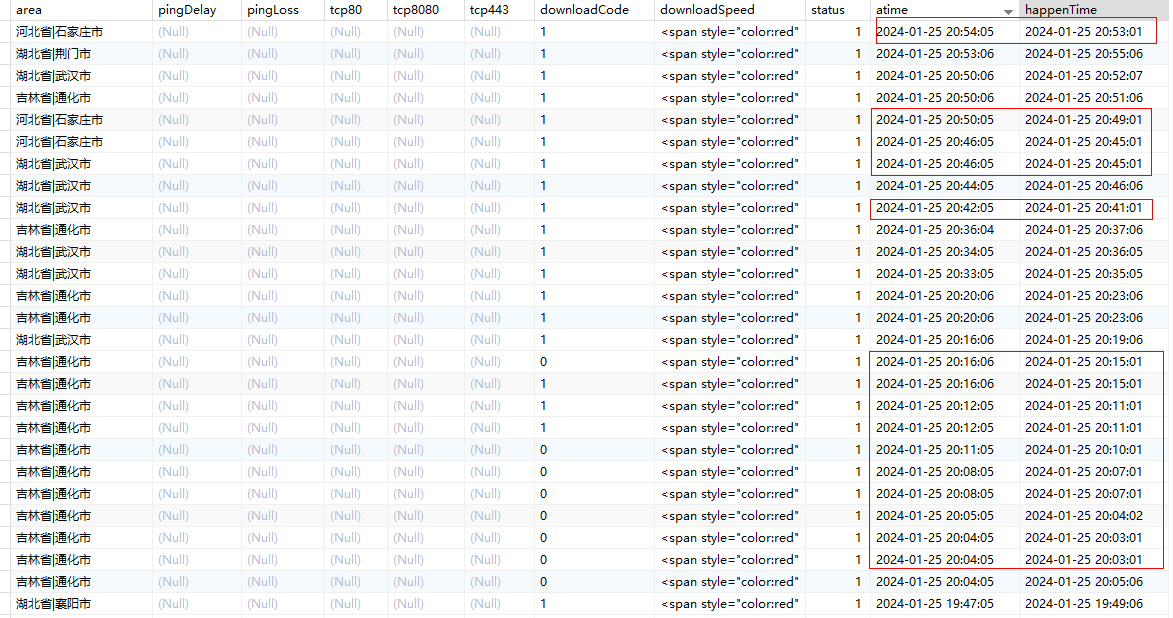 area pingDelay pingLoss tcp80 tcp8080 tcp443 downloadCode downloadSpeed status atime happenTime
河北省|石家庄市 (Null) (Null) (Null) (Null) (Null) 1 <span style="color:red" 1 2024-01-25 20:54:05 2024-01-25 20:53:01
湖北省|荆门市 (Null) (Null) (Null) (Null) (Null) 1 <span style="color:red" 1 2024-01-25 20:53:06 2024-01-25 20:55:06
湖北省|武汉市 (Null) (Null) (Null) (Null) (Null) 1 <span style="color:red" 1 2024-01-25 20:50:06 2024-01-25 20:52:07
吉林省|通化市 (Null) (Null) (Null) (Null) (Null) 1 <span style="color:red" 1 2024-01-25 20:50:06 2024-01-25 20:51:06
河北省|石家庄市 (Null) (Null) (Null) (Null) (Null) 1 <span style="color:red" 1 2024-01-25 20:50:05 2024-01-25 20:49:01
河北省|石家庄市 (Null) (Null) (Null) (Null) (Null) 1 <span style="color:red" 1 2024-01-25 20:46:05 2024-01-25 20:45:01
湖北省|武汉市 (Null) (Null) (Null) (Null) (Null) 1 <span style="color:red" 1 2024-01-25 20:46:05 2024-01-25 20:45:01
湖北省|武汉市 (Null) (Null) (Null) (Null) (Null) 1 <span style="color:red" 1 2024-01-25 20:44:05 2024-01-25 20:46:06
湖北省|武汉市 (Null) (Null) (Null) (Null) (Null) 1 <span style="color:red" 1 2024-01-25 20:42:05 2024-01-25 20:41:01
吉林省|通化市 (Null) (Null) (Null) (Null) (Null) 1 <span style="color:red" 1 2024-01-25 20:36:04 2024-01-25 20:37:06
湖北省|武汉市 (Null) (Null) (Null) (Null) (Null) 1 <span style="color:red" 1 2024-01-25 20:34:05 2024-01-25 20:36:05
湖北省|武汉市 (Null) (Null) (Null) (Null) (Null) 1 <span style="color:red" 1 2024-01-25 20:33:05 2024-01-25 20:35:05
吉林省|通化市 (Null) (Null) (Null) (Null) (Null) 1 <span style="color:red" 1 2024-01-25 20:20:06 2024-01-25 20:23:06
吉林省|通化市 (Null) (Null) (Null) (Null) (Null) 1 <span style="color:red" 1 2024-01-25 20:20:06 2024-01-25 20:23:06
湖北省|武汉市 (Null) (Null) (Null) (Null) (Null) 1 <span style="color:red" 1 2024-01-25 20:16:06 2024-01-25 20:19:06
吉林省|通化市 (Null) (Null) (Null) (Null) (Null) 0 <span style="color:red" 1 2024-01-25 20:16:06 2024-01-25 20:15:01
吉林省|通化市 (Null) (Null) (Null) (Null) (Null) 1 <span style="color:red" 1 2024-01-25 20:16:06 2024-01-25 20:15:01
吉林省|通化市 (Null) (Null) (Null) (Null) (Null) 1 <span style="color:red" 1 2024-01-25 20:12:05 2024-01-25 20:11:01
吉林省|通化市 (Null) (Null) (Null) (Null) (Null) 1 <span style="color:red" 1 2024-01-25 20:12:05 2024-01-25 20:11:01
吉林省|通化市 (Null) (Null) (Null) (Null) (Null) 0 <span style="color:red" 1 2024-01-25 20:11:05 2024-01-25 20:10:01
吉林省|通化市 (Null) (Null) (Null) (Null) (Null) 0 <span style="color:red" 1 2024-01-25 20:08:05 2024-01-25 20:07:01
吉林省|通化市 (Null) (Null) (Null) (Null) (Null) 0 <span style="color:red" 1 2024-01-25 20:08:05 2024-01-25 20:07:01
吉林省|通化市 (Null) (Null) (Null) (Null) (Null) 0 <span style="color:red" 1 2024-01-25 20:05:05 2024-01-25 20:04:02
吉林省|通化市 (Null) (Null) (Null) (Null) (Null) 0 <span style="color:red" 1 2024-01-25 20:04:05 2024-01-25 20:03:01
吉林省|通化市 (Null) (Null) (Null) (Null) (Null) 0 <span style="color:red" 1 2024-01-25 20:04:05 2024-01-25 20:03:01
吉林省|通化市 (Null) (Null) (Null) (Null) (Null) 0 <span style="color:red" 1 2024-01-25 20:04:05 2024-01-25 20:05:06
湖北省|襄阳市 (Null) (Null) (Null) (Null) (Null) 1 <span style="color:red" 1 2024-01-25 19:47:05 2024-01-25 19:49:06